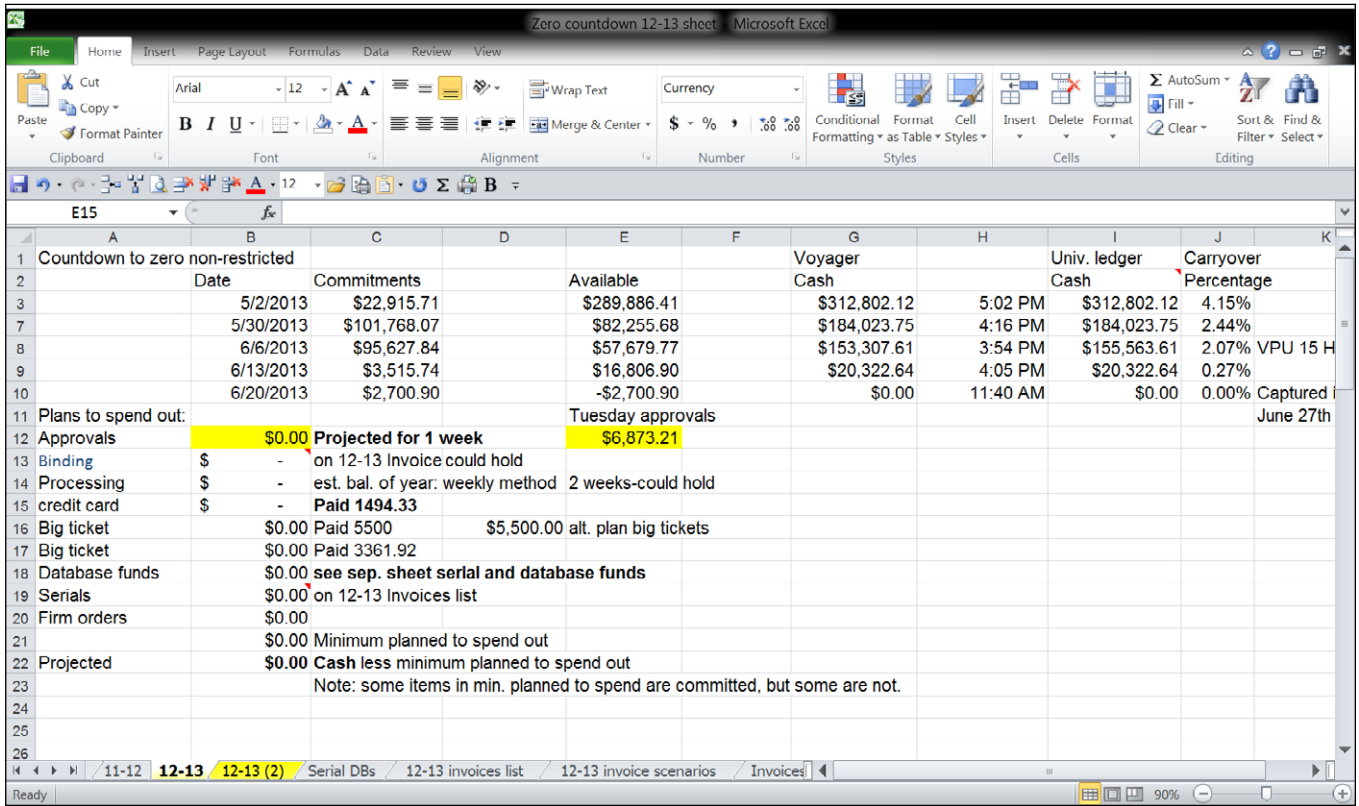 Zero countdown 12-13 sheet - Microsoft Excel
File Home Insert Page Layout Formulas Data Review View
Cut
Copy
Format Painter
Paste
Clipboard
Arial 12
B I U
Font
Wrap Text
Merge & Center
Alignment
Currency
$ % ,
Number
Conditional Formatting
Format as Table
Cell Styles
Styles
Insert Delete Format
Cells
Σ AutoSum
Fill
Clear
Sort & Filter
Find & Select
Editing
A 12 Σ B
E15 fx
A B C D E F G H I J K
1 Countdown to zero non-restricted Voyager Univ. ledger Carryover
2 Date Commitments Available Cash Cash Percentage
3 5/2/2013 $22,915.71 $289,886.41 $312,802.12 5:02 PM $312,802.12 4.15%
7 5/30/2013 $101,768.07 $82,255.68 $184,023.75 4:16 PM $184,023.75 2.44%
8 6/6/2013 $95,627.84 $57,679.77 $153,307.61 3:54 PM $155,563.61 2.07% VPU 15 H
9 6/13/2013 $3,515.74 $16,806.90 $20,322.64 4:05 PM $20,322.64 0.27%
10 6/20/2013 $2,700.90 -$2,700.90 $0.00 11:40 AM $0.00 0.00% Captured i
11 Plans to spend out: Tuesday approvals June 27th
12 Approvals $0.00 Projected for 1 week $6,873.21
13 Binding $ - on 12-13 Invoice could hold
14 Processing $ - est. bal. of year: weekly method 2 weeks-could hold
15 credit card $ - Paid 1494.33
16 Big ticket $0.00 Paid 5500 $5,500.00 alt. plan big tickets
17 Big ticket $0.00 Paid 3361.92
18 Database funds $0.00 see sep. sheet serial and database funds
19 Serials $0.00 on 12-13 Invoices list
20 Firm orders $0.00
21 $0.00 Minimum planned to spend out
22 Projected $0.00 Cash less minimum planned to spend out
23 Note: some items in min. planned to spend are committed, but some are not.
24
25
26
11-12 12-13 12-13 (2) Serial DBs 12-13 invoices list 12-13 invoice scenarios Invoices
Ready 90%